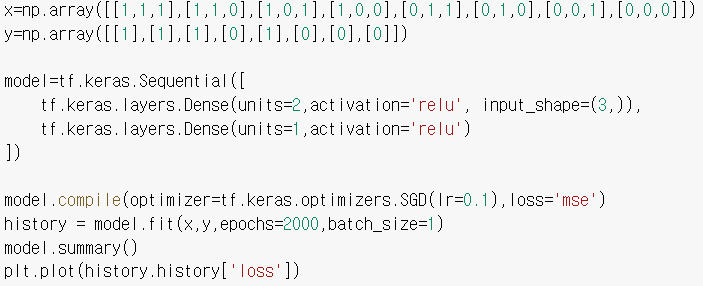 x=np.array([[1,1,1],[1,1,0],[1,0,1],[1,0,0],[0,1,1],[0,1,0],[0,0,1],[0,0,0]])
y=np.array([[1],[1],[1],[0],[1],[0],[0],[0]])
model=tf.keras.Sequential([
    tf.keras.layers.Dense(units=2,activation='relu', input_shape=(3,)),
    tf.keras.layers.Dense(units=1,activation='relu')
])
model.compile(optimizer=tf.keras.optimizers.SGD(lr=0.1),loss='mse')
history = model.fit(x,y,epochs=2000,batch_size=1)
model.summary()
plt.plot(history.history['loss'])